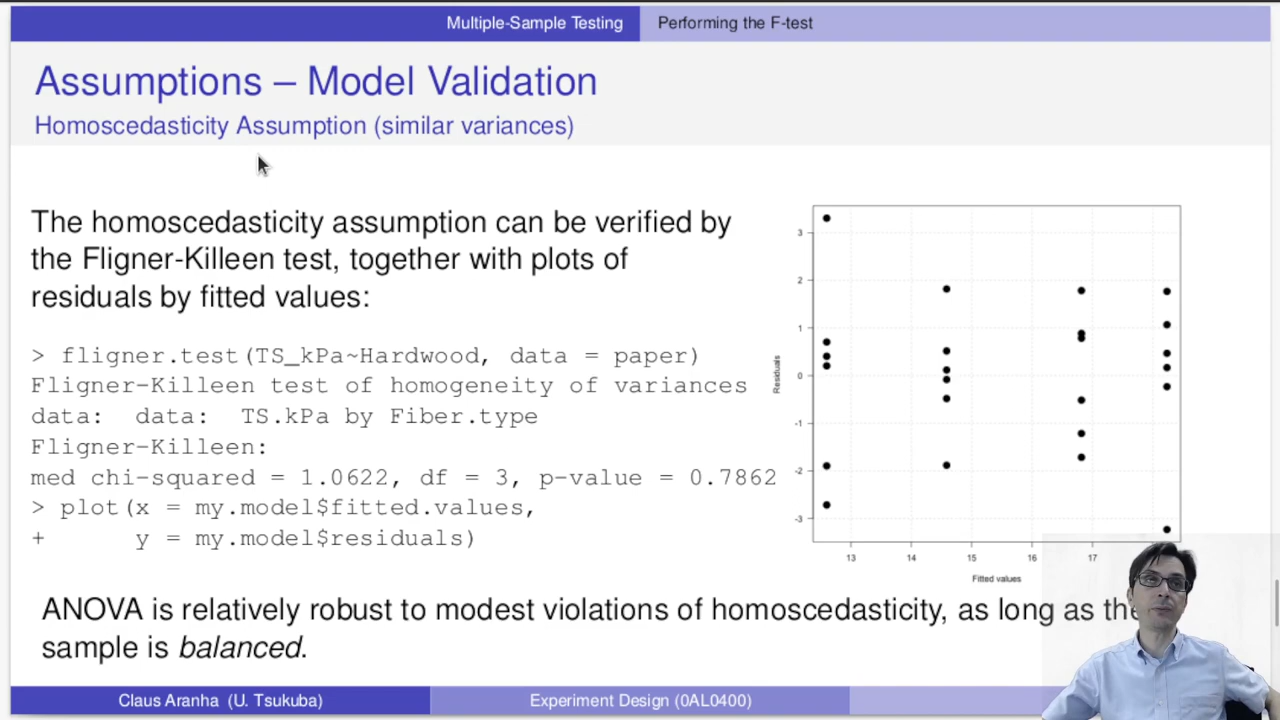 Multiple-Sample Testing
Performing the F-test
Assumptions – Model Validation
Homoscedasticity Assumption (similar variances)
The homoscedasticity assumption can be verified by
the Fligner-Killeen test, together with plots of
residuals by fitted values:
> fligner.test(TS_kPa~Hardwood, data = paper)
Fligner-Killeen test of homogeneity of variances
data:  data:  TS.kPa by Fiber.type
Fligner-Killeen:
med chi-squared = 1.0622, df = 3, p-value = 0.7862
> plot(x = my.model$fitted.values,
+      y = my.model$residuals)
3
2
1
0
-1
-2
-3
Residuals
13 14 15 16 17
Fitted values
ANOVA is relatively robust to modest violations of homoscedasticity, as long as the
sample is balanced.
Claus Aranha (U. Tsukuba)
Experiment Design (0AL0400)